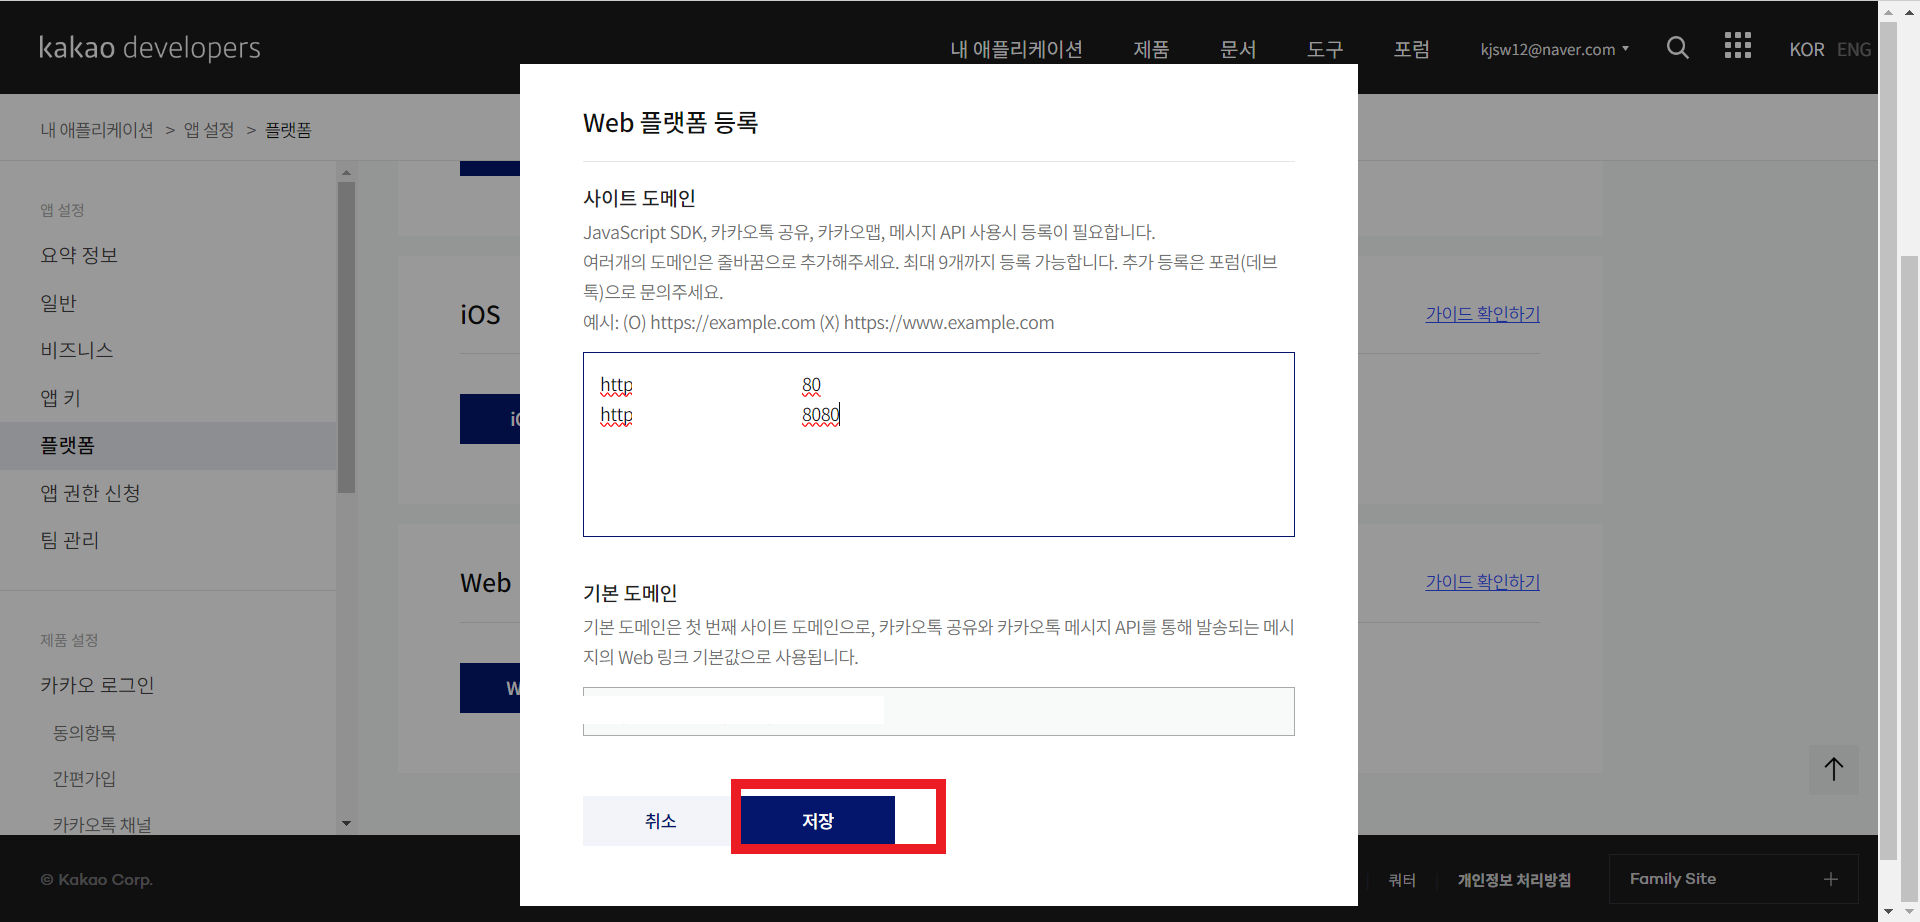 kakao developers
내 애플리케이션 제품 문서 도구 포럼 kjsw12@naver.com KOR ENG
내 애플리케이션 > 앱 설정 > 플랫폼
앱 설정
요약 정보
일반
비즈니스
앱 키
플랫폼
앱 권한 신청
팀 관리
제품 설정
카카오 로그인
동의항목
간편가입
카카오톡 채널
iOS
가이드 확인하기
Web
가이드 확인하기
Web 플랫폼 등록
사이트 도메인
JavaScript SDK, 카카오톡 공유, 카카오맵, 메시지 API 사용시 등록이 필요합니다.
여러개의 도메인은 줄바꿈으로 추가해주세요. 최대 9개까지 등록 가능합니다. 추가 등록은 포럼(데브
톡)으로 문의주세요.
예시: (O) https://example.com (X) https://www.example.com
http 80
http 8080
기본 도메인
기본 도메인은 첫 번째 사이트 도메인으로, 카카오톡 공유와 카카오톡 메시지 API를 통해 발송되는 메시
지의 Web 링크 기본값으로 사용됩니다.
취소 저장
© Kakao Corp.
쿼터 개인정보 처리방침 Family Site